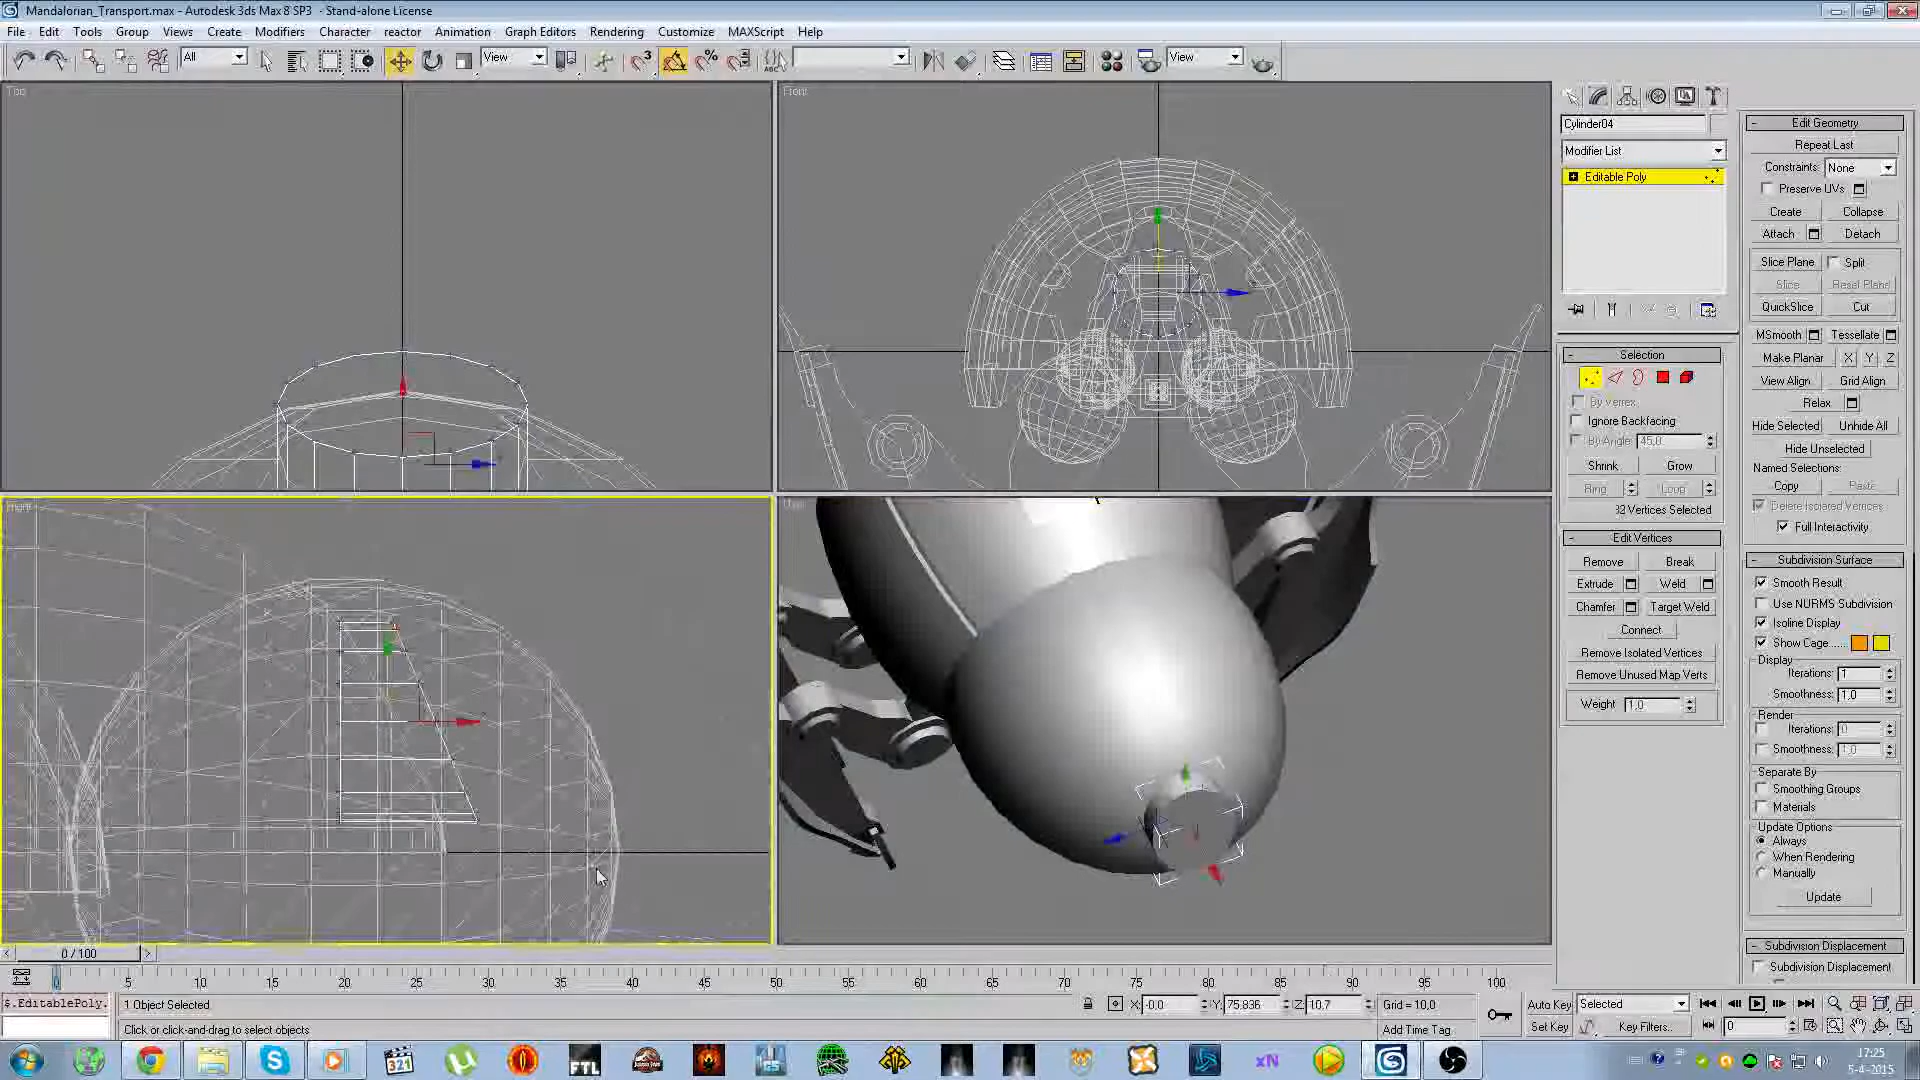 Mandalorian_Transport.max - Autodesk 3ds Max 8 SP3 - Stand-alone License
File Edit Tools Group Views Create Modifiers Character reactor Animation Graph Editors Rendering Customize MAXScript Help
All View View
Top
Front
Front
Cylinder04
Modifier List
Editable Poly
Selection
By Vertex
Ignore Backfacing
By Angle: 45,0
Shrink Grow
Ring Loop
32 Vertices Selected
Edit Vertices
Remove Break
Extrude Weld
Chamfer Target Weld
Connect
Remove Isolated Vertices
Remove Unused Map Verts
Weight: 1,0
Edit Geometry
Repeat Last
Constraints: None
Preserve UVs
Create Collapse
Attach Detach
Slice Plane Split
Slice Reset Plane
QuickSlice Cut
MSmooth Tessellate
Make Planar X Y Z
View Align Grid Align
Relax
Hide Selected Unhide All
Hide Unselected
Named Selections:
Copy Paste
Delete Isolated Vertices
Full Interactivity
Subdivision Surface
Smooth Result
Use NURMS Subdivision
Isoline Display
Show Cage......
Display
Iterations: 1
Smoothness: 1,0
Render
Iterations: 0
Smoothness: 1,0
Separate By
Smoothing Groups
Materials
Update Options
Always
When Rendering
Manually
Update
Subdivision Displacement
Subdivision Displacement
0 / 100
0 5 10 15 20 25 30 35 40 45 50 55 60 65 70 75 80 85 90 95 100
$.EditablePoly.
1 Object Selected
X: -0,0 Y: 75,836 Z: 10,7 Grid = 10,0
Auto Key Selected
Click or click-and-drag to select objects
Add Time Tag
Set Key Key Filters... 0
321
FTL
xN
17:25
5-4-2015